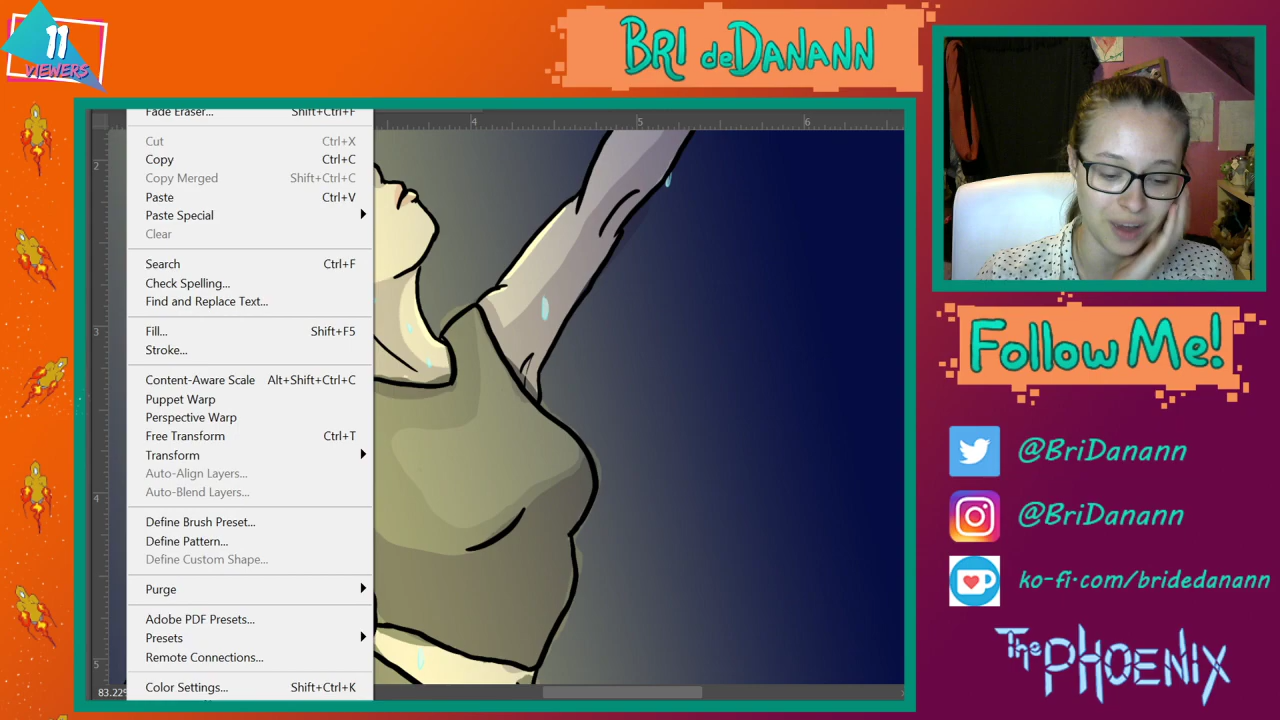 11
VIEWERS
BRI deDANANN
Fade Eraser... Shift+Ctrl+F
Cut Ctrl+X
Copy Ctrl+C
Copy Merged Shift+Ctrl+C
Paste Ctrl+V
Paste Special
Clear
Search Ctrl+F
Check Spelling...
Find and Replace Text...
Fill... Shift+F5
Stroke...
Content-Aware Scale Alt+Shift+Ctrl+C
Puppet Warp
Perspective Warp
Free Transform Ctrl+T
Transform
Auto-Align Layers...
Auto-Blend Layers...
Define Brush Preset...
Define Pattern...
Define Custom Shape...
Purge
Adobe PDF Presets...
Presets
Remote Connections...
Color Settings... Shift+Ctrl+K
4 5 6
2
3
4
5
83.22%
Follow Me!
@BriDanann
@BriDanann
ko-fi.com/bridedanann
The PHOENIX